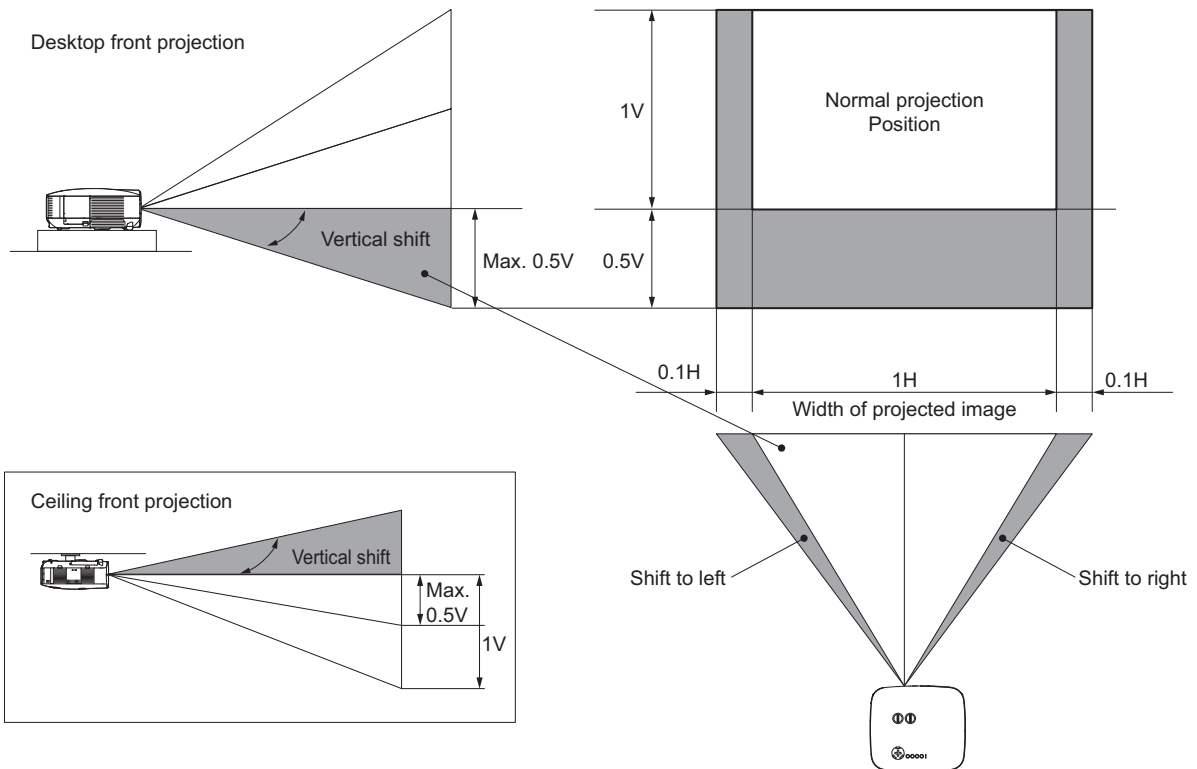 Desktop front projection
Vertical shift
Max. 0.5V
1V
Normal projection
Position
0.5V
0.1H
1H
0.1H
Width of projected image
Shift to left
Shift to right
Ceiling front projection
Vertical shift
Max.
0.5V
1V